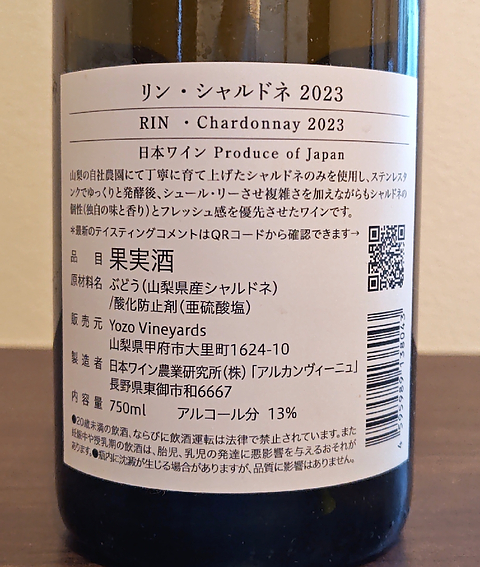 リン・シャルドネ 2023
RIN ・Chardonnay 2023
日本ワイン Produce of Japan
山梨の自社農園にて丁寧に育て上げたシャルドネのみを使用し、ステンレスタ
ンクでゆっくりと発酵後、シュール・リーさせ複雑さを加えながらもシャルドネの
個性(独自の味と香り)とフレッシュ感を優先させたワインです。
*最新のテイスティングコメントはQRコードから確認できます→
品目 果実酒
原材料名 ぶどう(山梨県産シャルドネ)
/酸化防止剤(亜硫酸塩)
販売元 Yozo Vineyards
山梨県甲府市大里町1624-10
製造者 日本ワイン農業研究所(株)「アルカンヴィーニュ」
長野県東御市和6667
内容量 750ml アルコール分 13%
●20歳未満の飲酒、ならびに飲酒運転は法律で禁止されています。また
妊娠中や授乳期の飲酒は、胎児、乳児の発達に悪影響を与えるおそれが
あります。●瓶内に沈澱が生じる場合がありますが、品質に影響はありません。
4 595989 138043